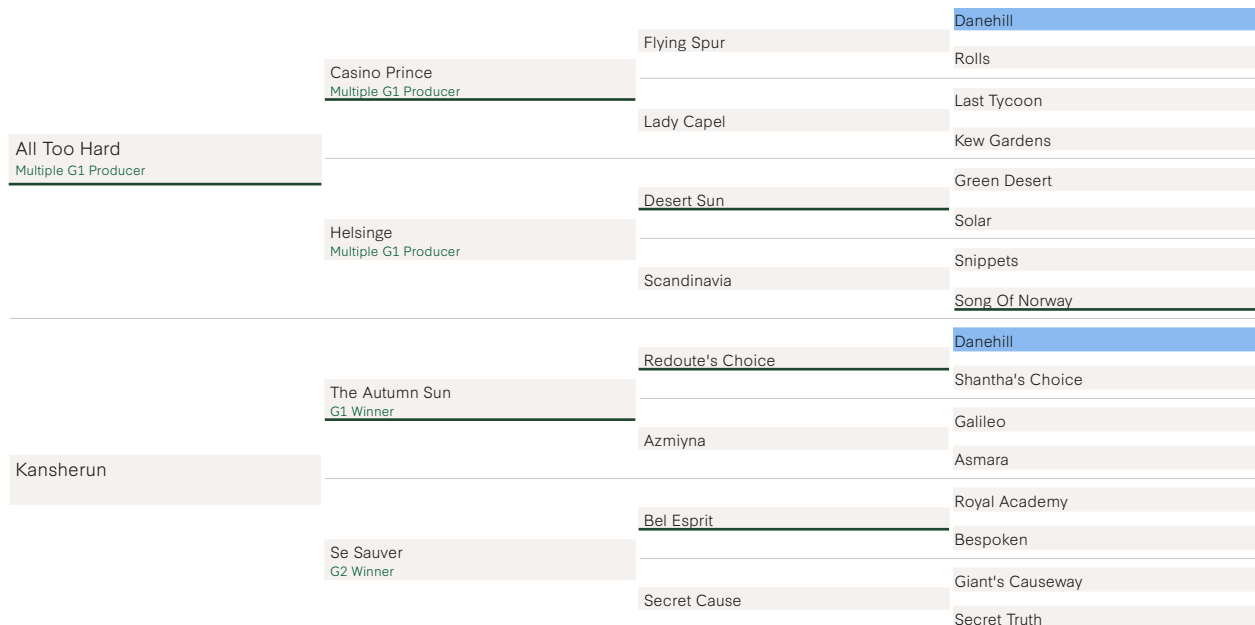 All Too Hard
Multiple G1 Producer
Casino Prince
Multiple G1 Producer
Flying Spur
Danehill
Rolls
Lady Capel
Last Tycoon
Kew Gardens
Helsinge
Multiple G1 Producer
Desert Sun
Green Desert
Solar
Scandinavia
Snippets
Song Of Norway
Kansherun
The Autumn Sun
G1 Winner
Redoute's Choice
Danehill
Shantha's Choice
Azmiyna
Galileo
Asmara
Se Sauver
G2 Winner
Bel Esprit
Royal Academy
Bespoken
Secret Cause
Giant's Causeway
Secret Truth